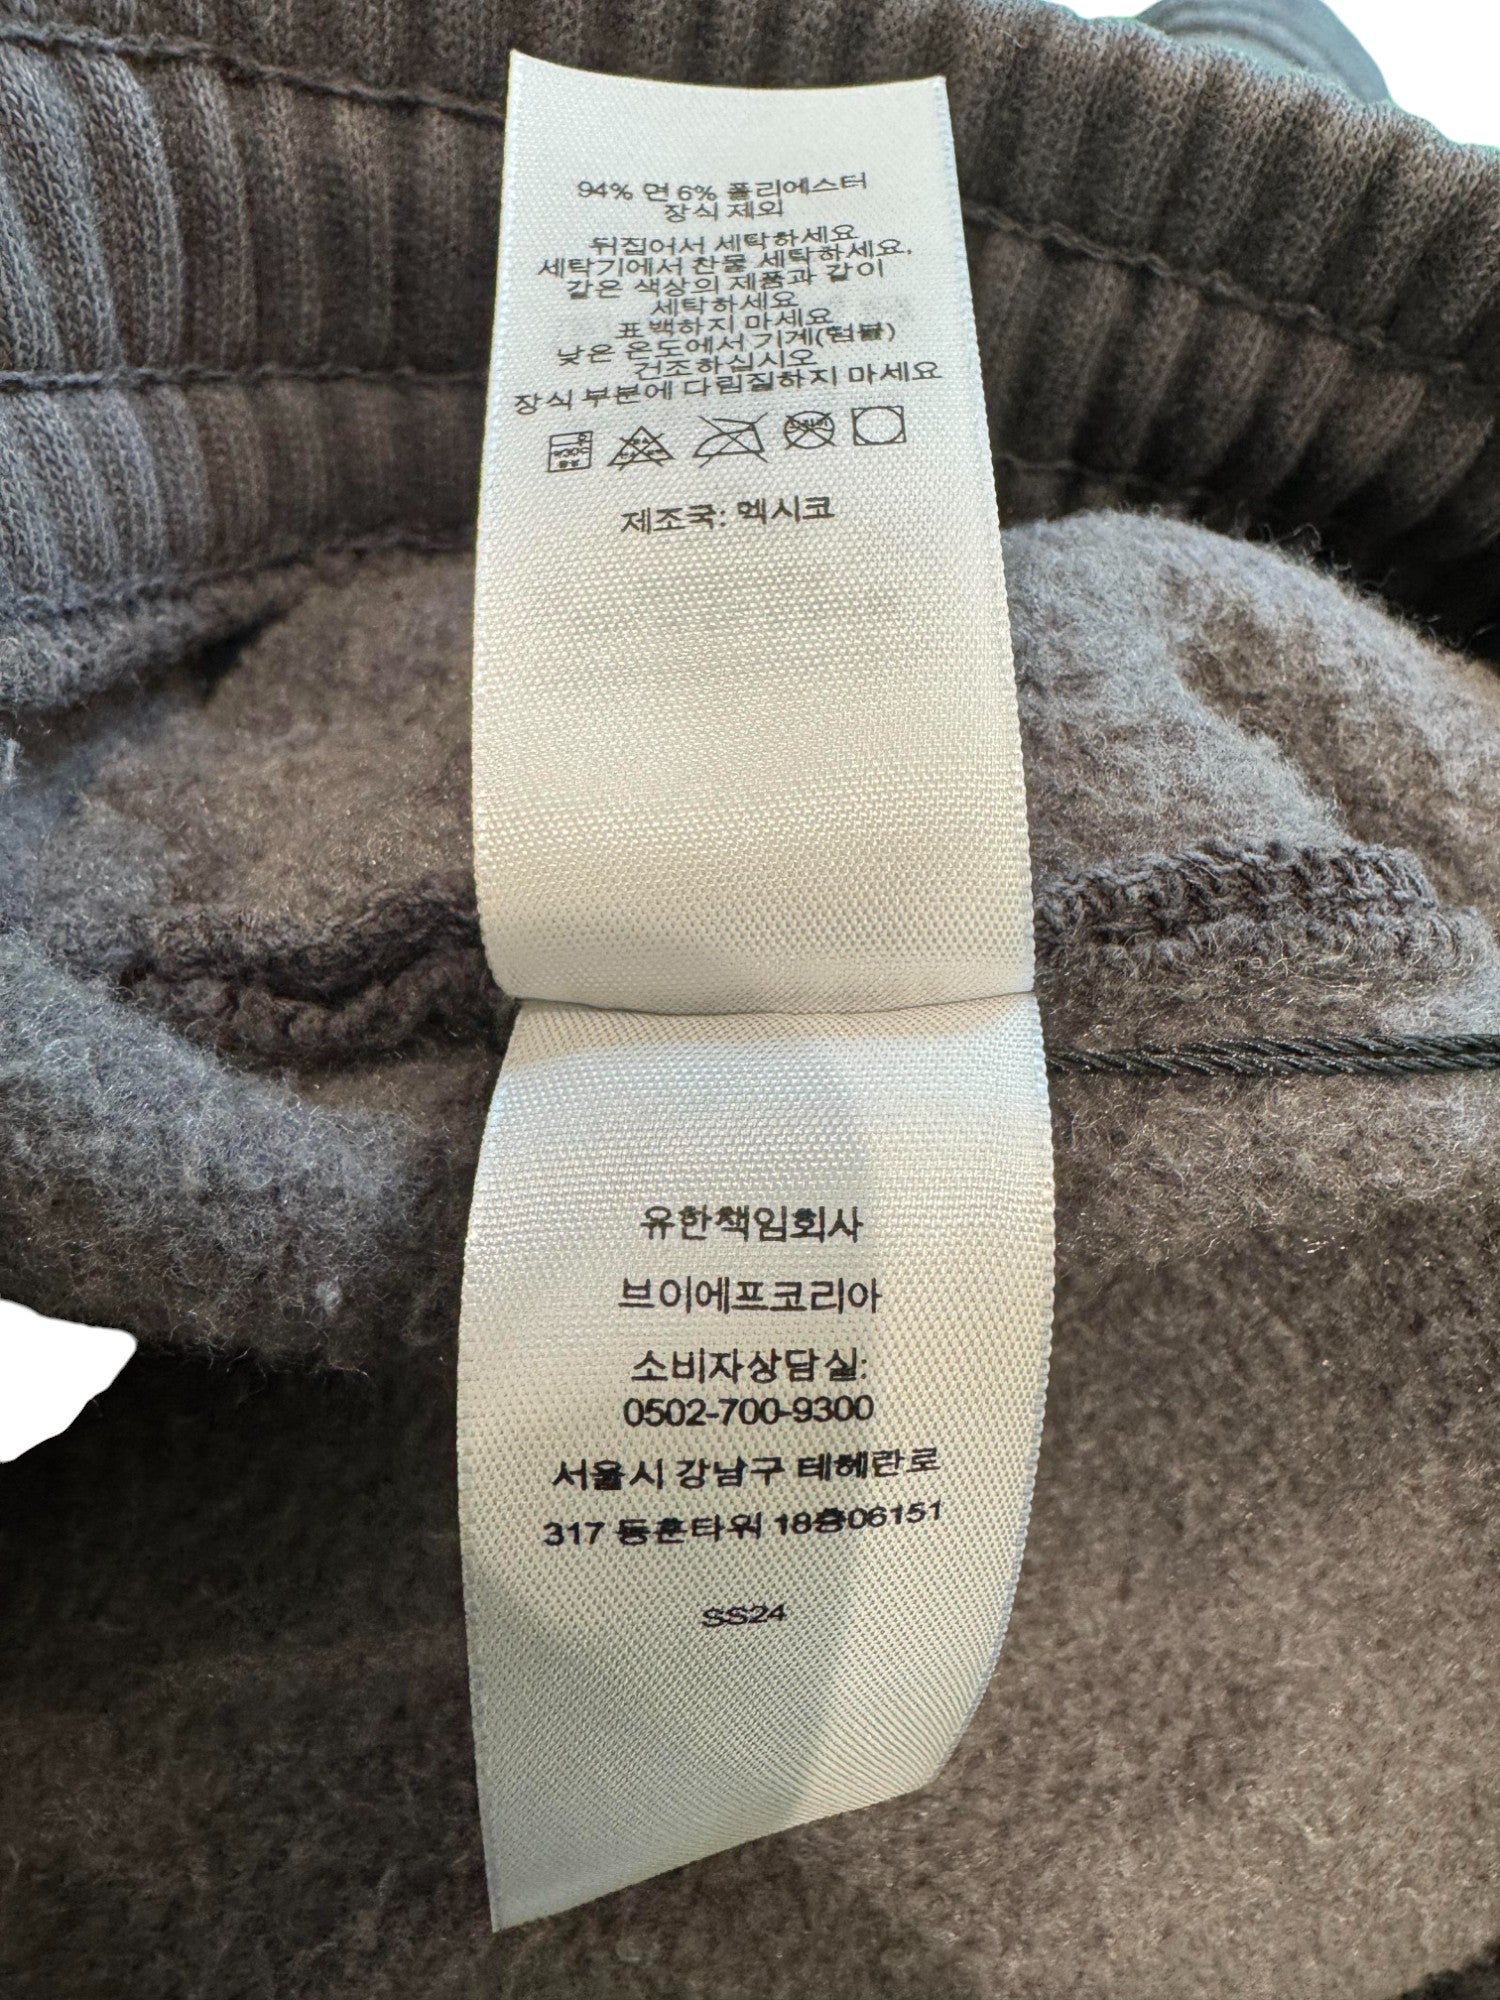 94% 면 6% 폴리에스터
장식 제외
뒤집어서 세탁하세요
세탁기에서 찬물 세탁하세요.
같은 색상의 제품과 같이
세탁하세요
표백하지 마세요
낮은 온도에서 기계(텀블)
건조하십시오
장식 부분에 다림질하지 마세요
제조국: 멕시코
유한책임회사
브이에프코리아
소비자상담실:
0502-700-9300
서울시 강남구 테헤란로
317 동훈타워 18층06151
SS24